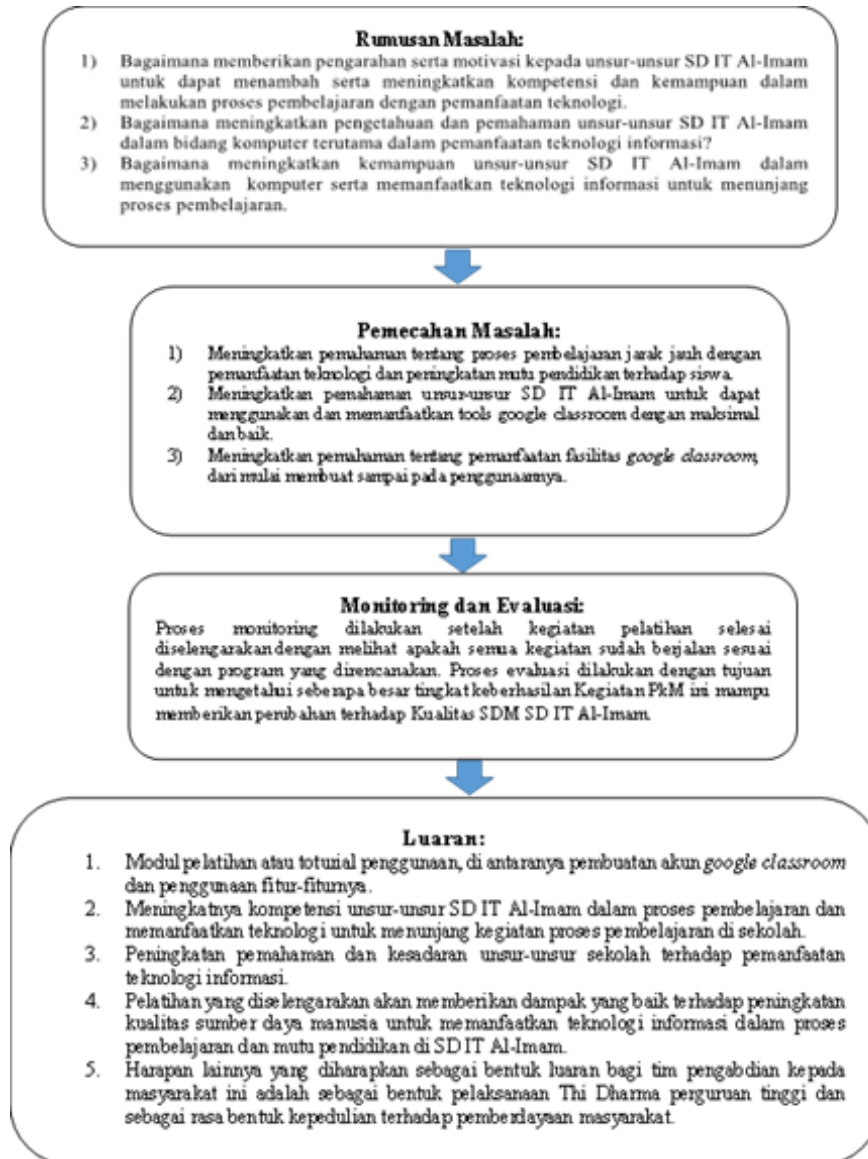 Rumusan Masalah:
1) Bagaimana memberikan pengarahan serta motivasi kepada unsur-unsur SD IT Al-Imam
untuk dapat menambah serta meningkatkan kompetensi dan kemampuan dalam
melakukan proses pembelajaran dengan pemanfaatan teknologi.
2) Bagaimana meningkatkan pengetahuan dan pemahaman unsur-unsur SD IT Al-Imam
dalam bidang komputer terutama dalam pemanfaatan teknologi informasi?
3) Bagaimana meningkatkan kemampuan unsur-unsur SD IT Al-Imam dalam
menggunakan komputer serta memanfaatkan teknologi informasi untuk menunjang
proses pembelajaran.
Pemecahan Masalah:
1) Meningkatkan pemahaman tentang proses pembelajaran jarak jauh dengan
pemanfaatan teknologi dan peningkatan mutu pendidikan terhadap siswa.
2) Meningkatkan pemahaman unsur-unsur SD IT Al-Imam untuk dapat
menggunakan dan memanfaatkan tools google classroom dengan maksimal
dan baik.
3) Meningkatkan pemahaman tentang pemanfaatan fasilitas google classroom,
dari mulai membuat sampai pada penggunaannya.
Monitoring dan Evaluasi:
Proses monitoring dilakukan setelah kegiatan pelatihan selesai
diselengarakan dengan melihat apakah semua kegiatan sudah berjalan sesuai
dengan program yang direncanakan. Proses evaluasi dilakukan dengan tujuan
untuk mengetahui seberapa besar tingkat keberhasilan Kegiatan PkM ini mampu
memberikan perubahan terhadap Kualitas SDM SD IT Al-Imam.
Luaran:
1. Modul pelatihan atau toturial penggunaan, di antaranya pembuatan akun google classroom
dan penggunaan fitur-fiturnya.
2. Meningkatnya kompetensi unsur-unsur SD IT Al-Imam dalam proses pembelajaran dan
memanfaatkan teknologi untuk menunjang kegiatan proses pembelajaran di sekolah.
3. Peningkatan pemahaman dan kesadaran unsur-unsur sekolah terhadap pemanfaatan
teknologi informasi.
4. Pelatihan yang diselengarakan akan memberikan dampak yang baik terhadap peningkatan
kualitas sumber daya manusia untuk memanfaatkan teknologi informasi dalam proses
pembelajaran dan mutu pendidikan di SD IT Al-Imam.
5. Harapan lainnya yang diharapkan sebagai bentuk luaran bagi tim pengabdian kepada
masyarakat ini adalah sebagai bentuk pelaksanaan Thi Dharma perguruan tinggi dan
sebagai rasa bentuk kepedulian terhadap pemberdayaan masyarakat.